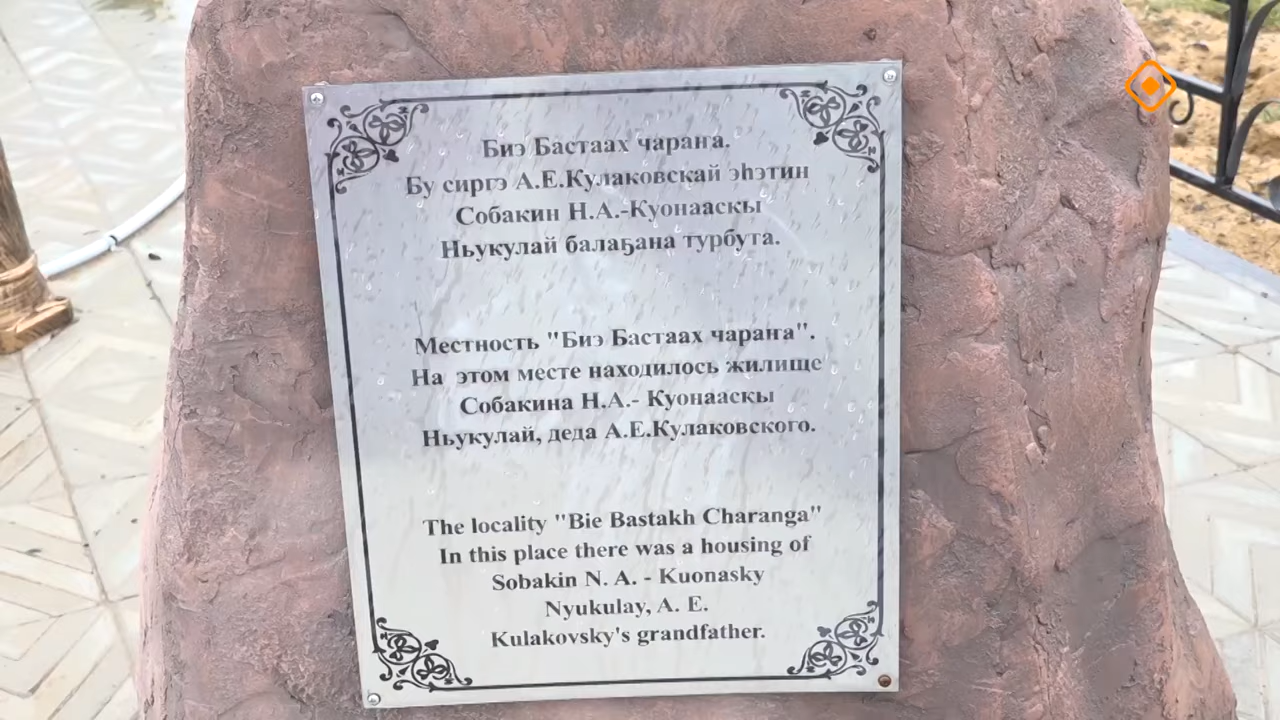 Биэ Бастаах чараҥа.
Бу сиргэ А.Е.Кулаковскай эһэтин
Собакин Н.А.-Куонааскы
Ньукулай балаҕана турбута.
Местность "Биэ Бастаах чараҥа".
На этом месте находилось жилище
Собакина Н.А.- Куонааскы
Ньукулай, деда А.Е.Кулаковского.
The locality "Bie Bastakh Charanga"
In this place there was a housing of
Sobakin N. A. - Kuonasky
Nyukulay, A. E.
Kulakovsky's grandfather.